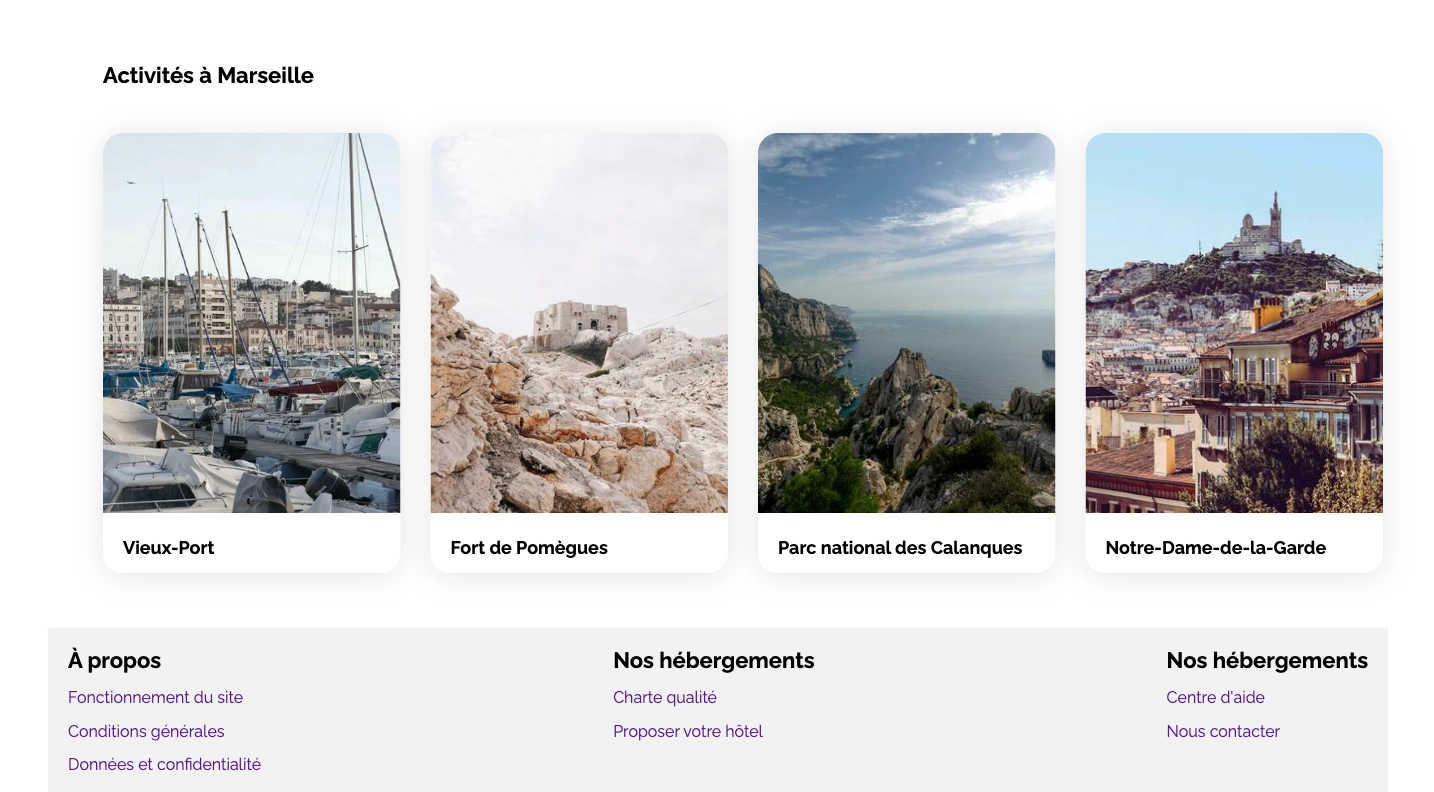 Activités à Marseille
Vieux-Port
Fort de Pomègues
Parc national des Calanques
Notre-Dame-de-la-Garde
À propos
Fonctionnement du site
Conditions générales
Données et confidentialité
Nos hébergements
Charte qualité
Proposer votre hôtel
Nos hébergements
Centre d'aide
Nous contacter